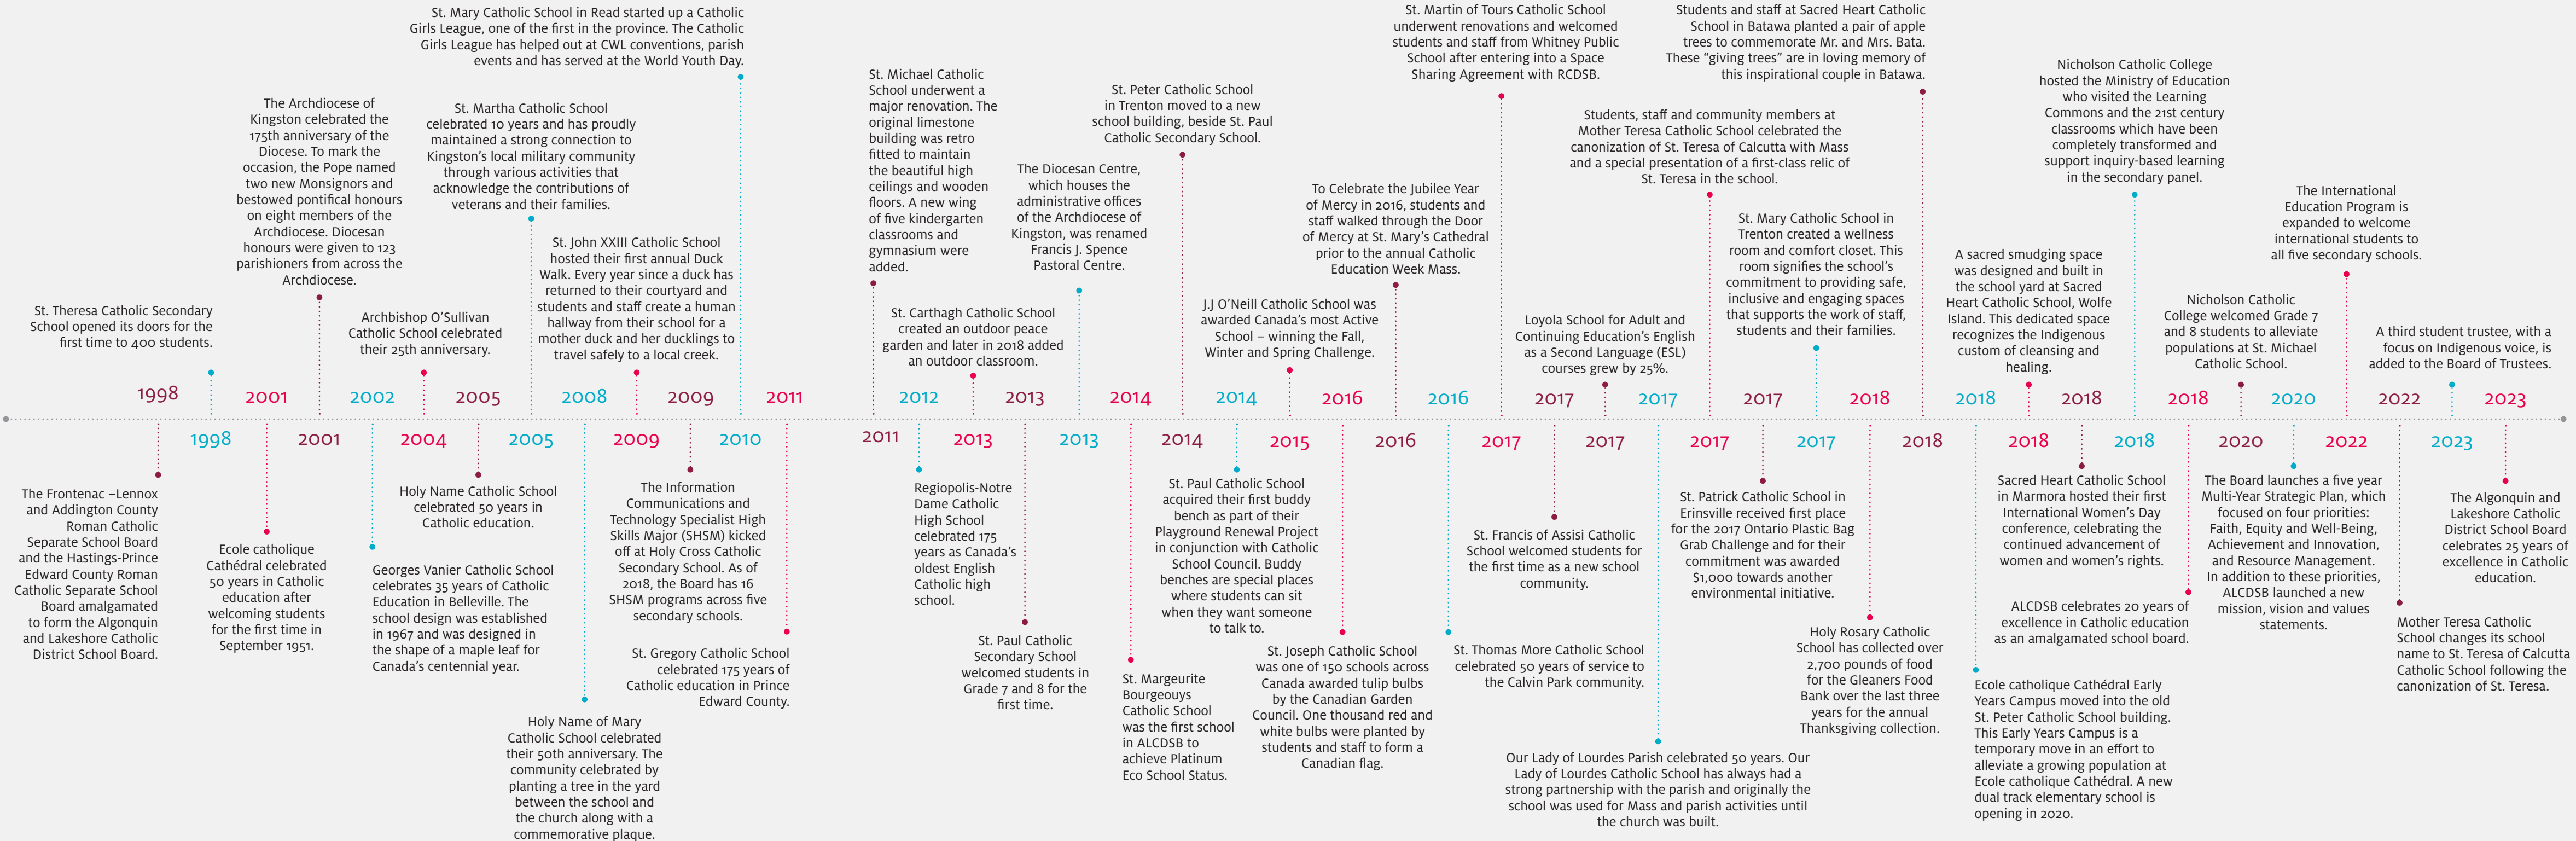 1998
The Frontenac –Lennox
and Addington County
Roman Catholic
Separate School Board
and the Hastings-Prince
Edward County Roman
Catholic Separate School
Board amalgamated
to form the Algonquin
and Lakeshore Catholic
District School Board.
St. Theresa Catholic Secondary
School opened its doors for the
first time to 400 students.
1998
2001
Ecole catholique
Cathédral celebrated
50 years in Catholic
education after
welcoming students
for the first time in
September 1951.
The Archdiocese of
Kingston celebrated the
175th anniversary of the
Diocese. To mark the
occasion, the Pope named
two new Monsignors and
bestowed pontifical honours
on eight members of the
Archdiocese. Diocesan
honours were given to 123
parishioners from across the
Archdiocese.
2001
2002
Georges Vanier Catholic School
celebrates 35 years of Catholic
Education in Belleville. The
school design was established
in 1967 and was designed in
the shape of a maple leaf for
Canada's centennial year.
Archbishop O'Sullivan
Catholic School celebrated
their 25th anniversary.
2004
2005
Holy Name Catholic School
celebrated 50 years in
Catholic education.
St. Martha Catholic School
celebrated 10 years and has proudly
maintained a strong connection to
Kingston's local military community
through various activities that
acknowledge the contributions of
veterans and their families.
2005
2008
Holy Name of Mary
Catholic School celebrated
their 50th anniversary. The
community celebrated by
planting a tree in the yard
between the school and
the church along with a
commemorative plaque.
St. John XXIII Catholic School
hosted their first annual Duck
Walk. Every year since a duck has
returned to their courtyard and
students and staff create a human
hallway from their school for a
mother duck and her ducklings to
travel safely to a local creek.
2009
2009
The Information
Communications and
Technology Specialist High
Skills Major (SHSM) kicked
off at Holy Cross Catholic
Secondary School. As of
2018, the Board has 16
SHSM programs across five
secondary schools.
St. Mary Catholic School in Read started up a Catholic
Girls League, one of the first in the province. The Catholic
Girls League has helped out at CWL conventions, parish
events and has served at the World Youth Day.
2010
2011
St. Gregory Catholic School
celebrated 175 years of
Catholic education in Prince
Edward County.
St. Michael Catholic
School underwent a
major renovation. The
original limestone
building was retro
fitted to maintain
the beautiful high
ceilings and wooden
floors. A new wing
of five kindergarten
classrooms and
gymnasium were
added.
2011
2012
Regiopolis-Notre
Dame Catholic
High School
celebrated 175
years as Canada's
oldest English
Catholic high
school.
St. Carthagh Catholic School
created an outdoor peace
garden and later in 2018 added
an outdoor classroom.
2013
2013
St. Paul Catholic
Secondary School
welcomed students in
Grade 7 and 8 for the
first time.
The Diocesan Centre,
which houses the
administrative offices
of the Archdiocese of
Kingston, was renamed
Francis J. Spence
Pastoral Centre.
2013
2014
St. Margeurite
Bourgeouys
Catholic School
was the first school
in ALCDSB to
achieve Platinum
Eco School Status.
St. Peter Catholic School
in Trenton moved to a new
school building, beside St. Paul
Catholic Secondary School.
2014
2014
St. Paul Catholic School
acquired their first buddy
bench as part of their
Playground Renewal Project
in conjunction with Catholic
School Council. Buddy
benches are special places
where students can sit
when they want someone
to talk to.
J.J O'Neill Catholic School was
awarded Canada's most Active
School – winning the Fall,
Winter and Spring Challenge.
2015
2016
St. Joseph Catholic School
was one of 150 schools across
Canada awarded tulip bulbs
by the Canadian Garden
Council. One thousand red and
white bulbs were planted by
students and staff to form a
Canadian flag.
To Celebrate the Jubilee Year
of Mercy in 2016, students and
staff walked through the Door
of Mercy at St. Mary's Cathedral
prior to the annual Catholic
Education Week Mass.
2016
2016
St. Thomas More Catholic School
celebrated 50 years of service to
the Calvin Park community.
St. Martin of Tours Catholic School
underwent renovations and welcomed
students and staff from Whitney Public
School after entering into a Space
Sharing Agreement with RCDSB.
2017
2017
St. Francis of Assisi Catholic
School welcomed students for
the first time as a new school
community.
Loyola School for Adult and
Continuing Education's English
as a Second Language (ESL)
courses grew by 25%.
2017
2017
Our Lady of Lourdes Parish celebrated 50 years. Our
Lady of Lourdes Catholic School has always had a
strong partnership with the parish and originally the
school was used for Mass and parish activities until
the church was built.
Students, staff and community members at
Mother Teresa Catholic School celebrated the
canonization of St. Teresa of Calcutta with Mass
and a special presentation of a first-class relic of
St. Teresa in the school.
2017
2017
St. Patrick Catholic School in
Erinsville received first place
for the 2017 Ontario Plastic Bag
Grab Challenge and for their
commitment was awarded
$1,000 towards another
environmental initiative.
St. Mary Catholic School in
Trenton created a wellness
room and comfort closet. This
room signifies the school's
commitment to providing safe,
inclusive and engaging spaces
that supports the work of staff,
students and their families.
2017
2018
Holy Rosary Catholic
School has collected over
2,700 pounds of food
for the Gleaners Food
Bank over the last three
years for the annual
Thanksgiving collection.
Students and staff at Sacred Heart Catholic
School in Batawa planted a pair of apple
trees to commemorate Mr. and Mrs. Bata.
These "giving trees" are in loving memory of
this inspirational couple in Batawa.
2018
2018
Ecole catholique Cathédral Early
Years Campus moved into the old
St. Peter Catholic School building.
This Early Years Campus is a
temporary move in an effort to
alleviate a growing population at
Ecole catholique Cathédral. A new
dual track elementary school is
opening in 2020.
A sacred smudging space
was designed and built in
the school yard at Sacred
Heart Catholic School, Wolfe
Island. This dedicated space
recognizes the Indigenous
custom of cleansing and
healing.
2018
2018
Sacred Heart Catholic School
in Marmora hosted their first
International Women's Day
conference, celebrating the
continued advancement of
women and women's rights.
Nicholson Catholic College
hosted the Ministry of Education
who visited the Learning
Commons and the 21st century
classrooms which have been
completely transformed and
support inquiry-based learning
in the secondary panel.
2018
2018
ALCDSB celebrates 20 years of
excellence in Catholic education
as an amalgamated school board.
Nicholson Catholic
College welcomed Grade 7
and 8 students to alleviate
populations at St. Michael
Catholic School.
2020
2020
The Board launches a five year
Multi-Year Strategic Plan, which
focused on four priorities:
Faith, Equity and Well-Being,
Achievement and Innovation,
and Resource Management.
In addition to these priorities,
ALCDSB launched a new
mission, vision and values
statements.
The International
Education Program is
expanded to welcome
international students to
all five secondary schools.
2022
2022
Mother Teresa Catholic
School changes its school
name to St. Teresa of Calcutta
Catholic School following the
canonization of St. Teresa.
A third student trustee, with a
focus on Indigenous voice, is
added to the Board of Trustees.
2023
2023
The Algonquin and
Lakeshore Catholic
District School Board
celebrates 25 years of
excellence in Catholic
education.